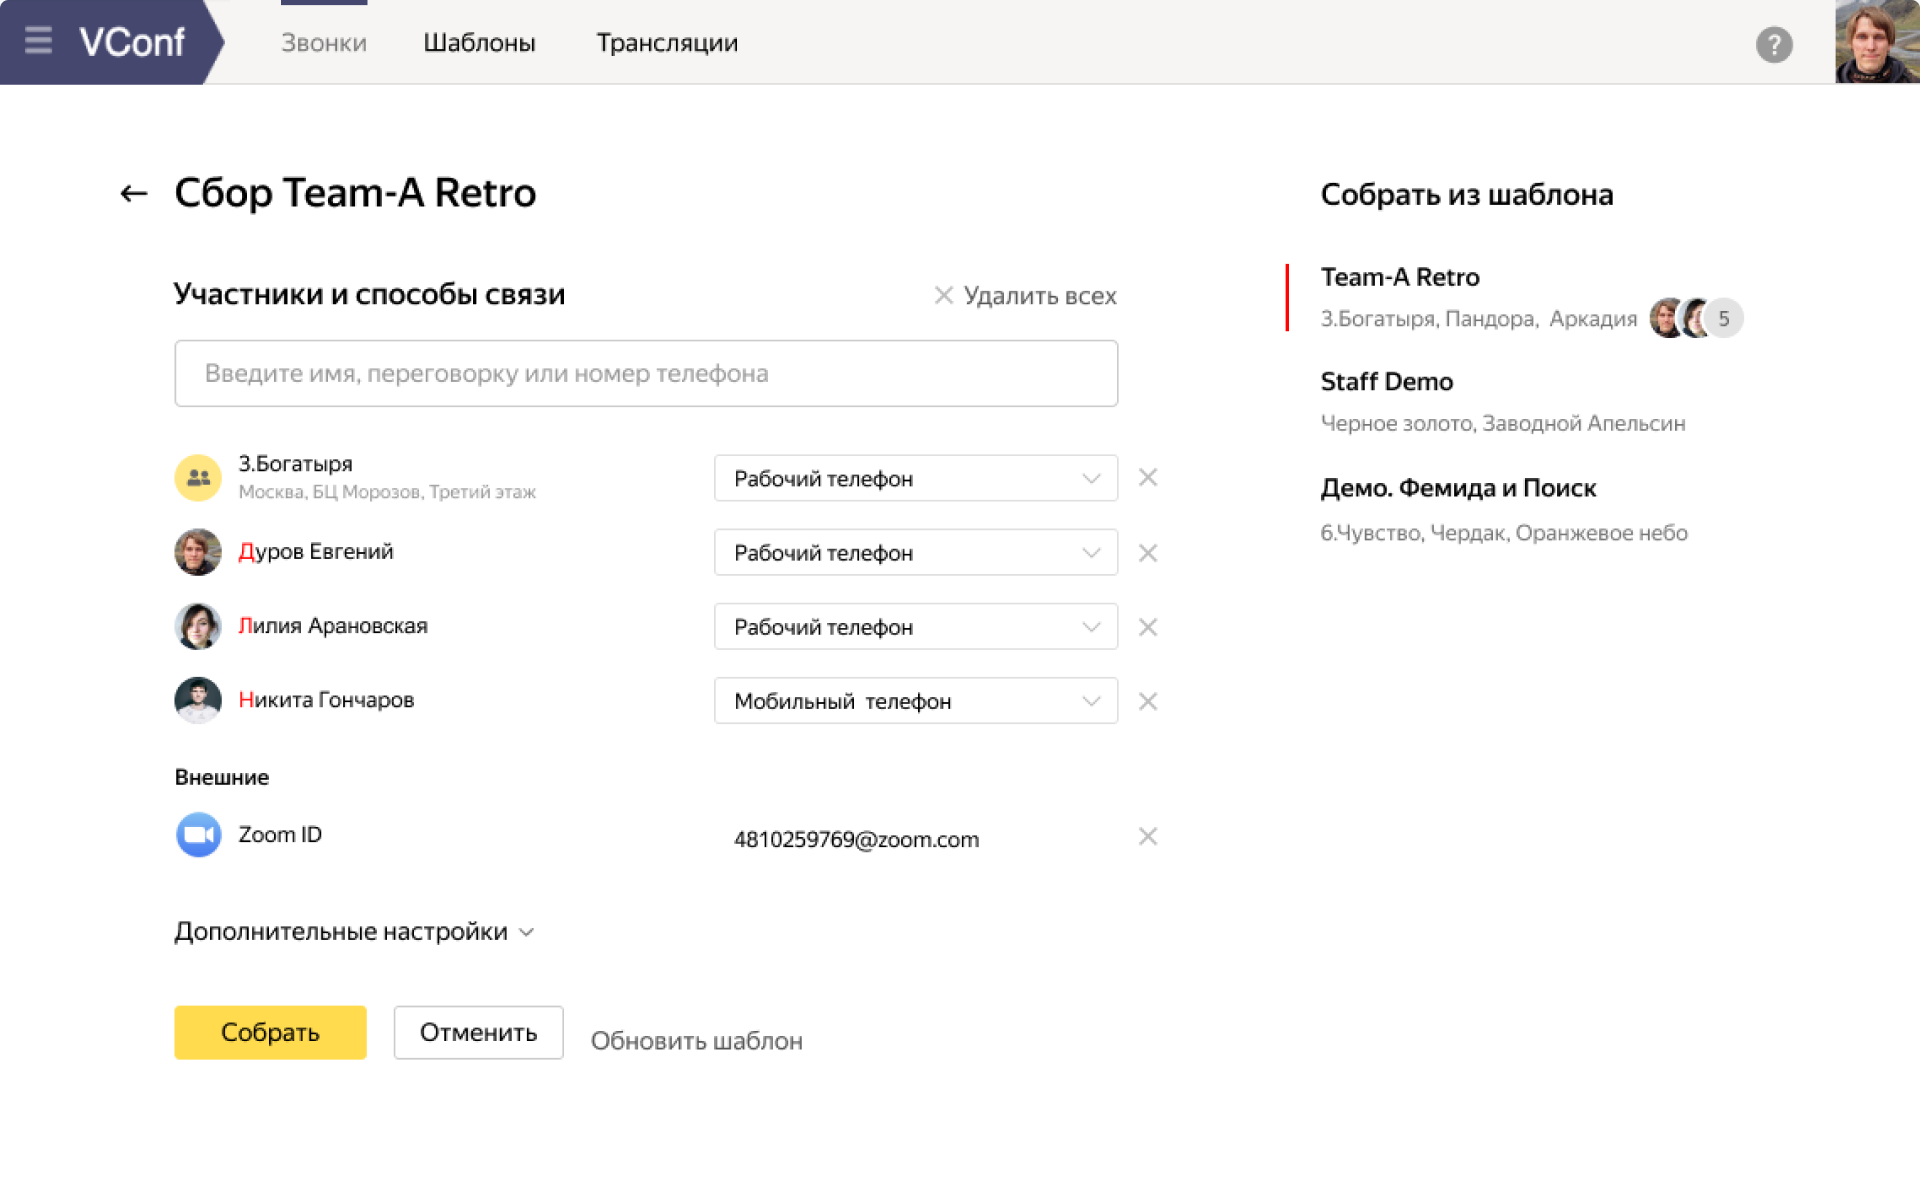 VConf
Звонки
Шаблоны
Трансляции
?
← Сбор Team-A Retro
Участники и способы связи
Удалить всех
Введите имя, переговорку или номер телефона
3.Богатыря
Москва, БЦ Морозов, Третий этаж
Рабочий телефон
Дуров Евгений
Рабочий телефон
Лилия Арановская
Рабочий телефон
Никита Гончаров
Мобильный телефон
Внешние
Zoom ID
4810259769@zoom.com
Дополнительные настройки
Собрать
Отменить
Обновить шаблон
Собрать из шаблона
Team-A Retro
3.Богатыря, Пандора, Аркадия
5
Staff Demo
Черное золото, Заводной Апельсин
Демо. Фемида и Поиск
6.Чувство, Чердак, Оранжевое небо